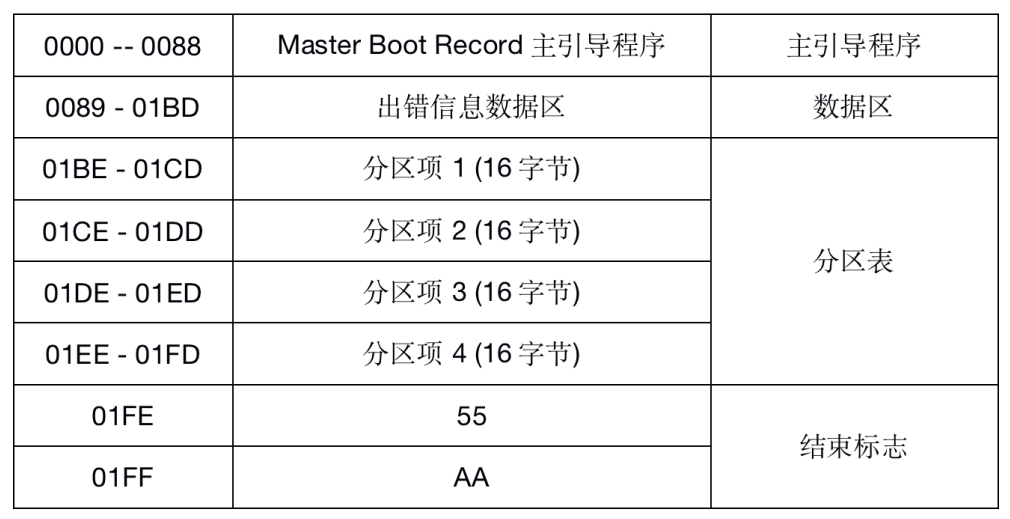 0000 -- 0088 Master Boot Record 主引导程序 主引导程序
0089 - 01BD 出错信息数据区 数据区
01BE - 01CD 分区项 1 (16 字节)
01CE - 01DD 分区项 2 (16 字节)
分区表
01DE - 01ED 分区项 3 (16 字节)
01EE - 01FD 分区项 4 (16 字节)
01FE 55
结束标志
01FF AA